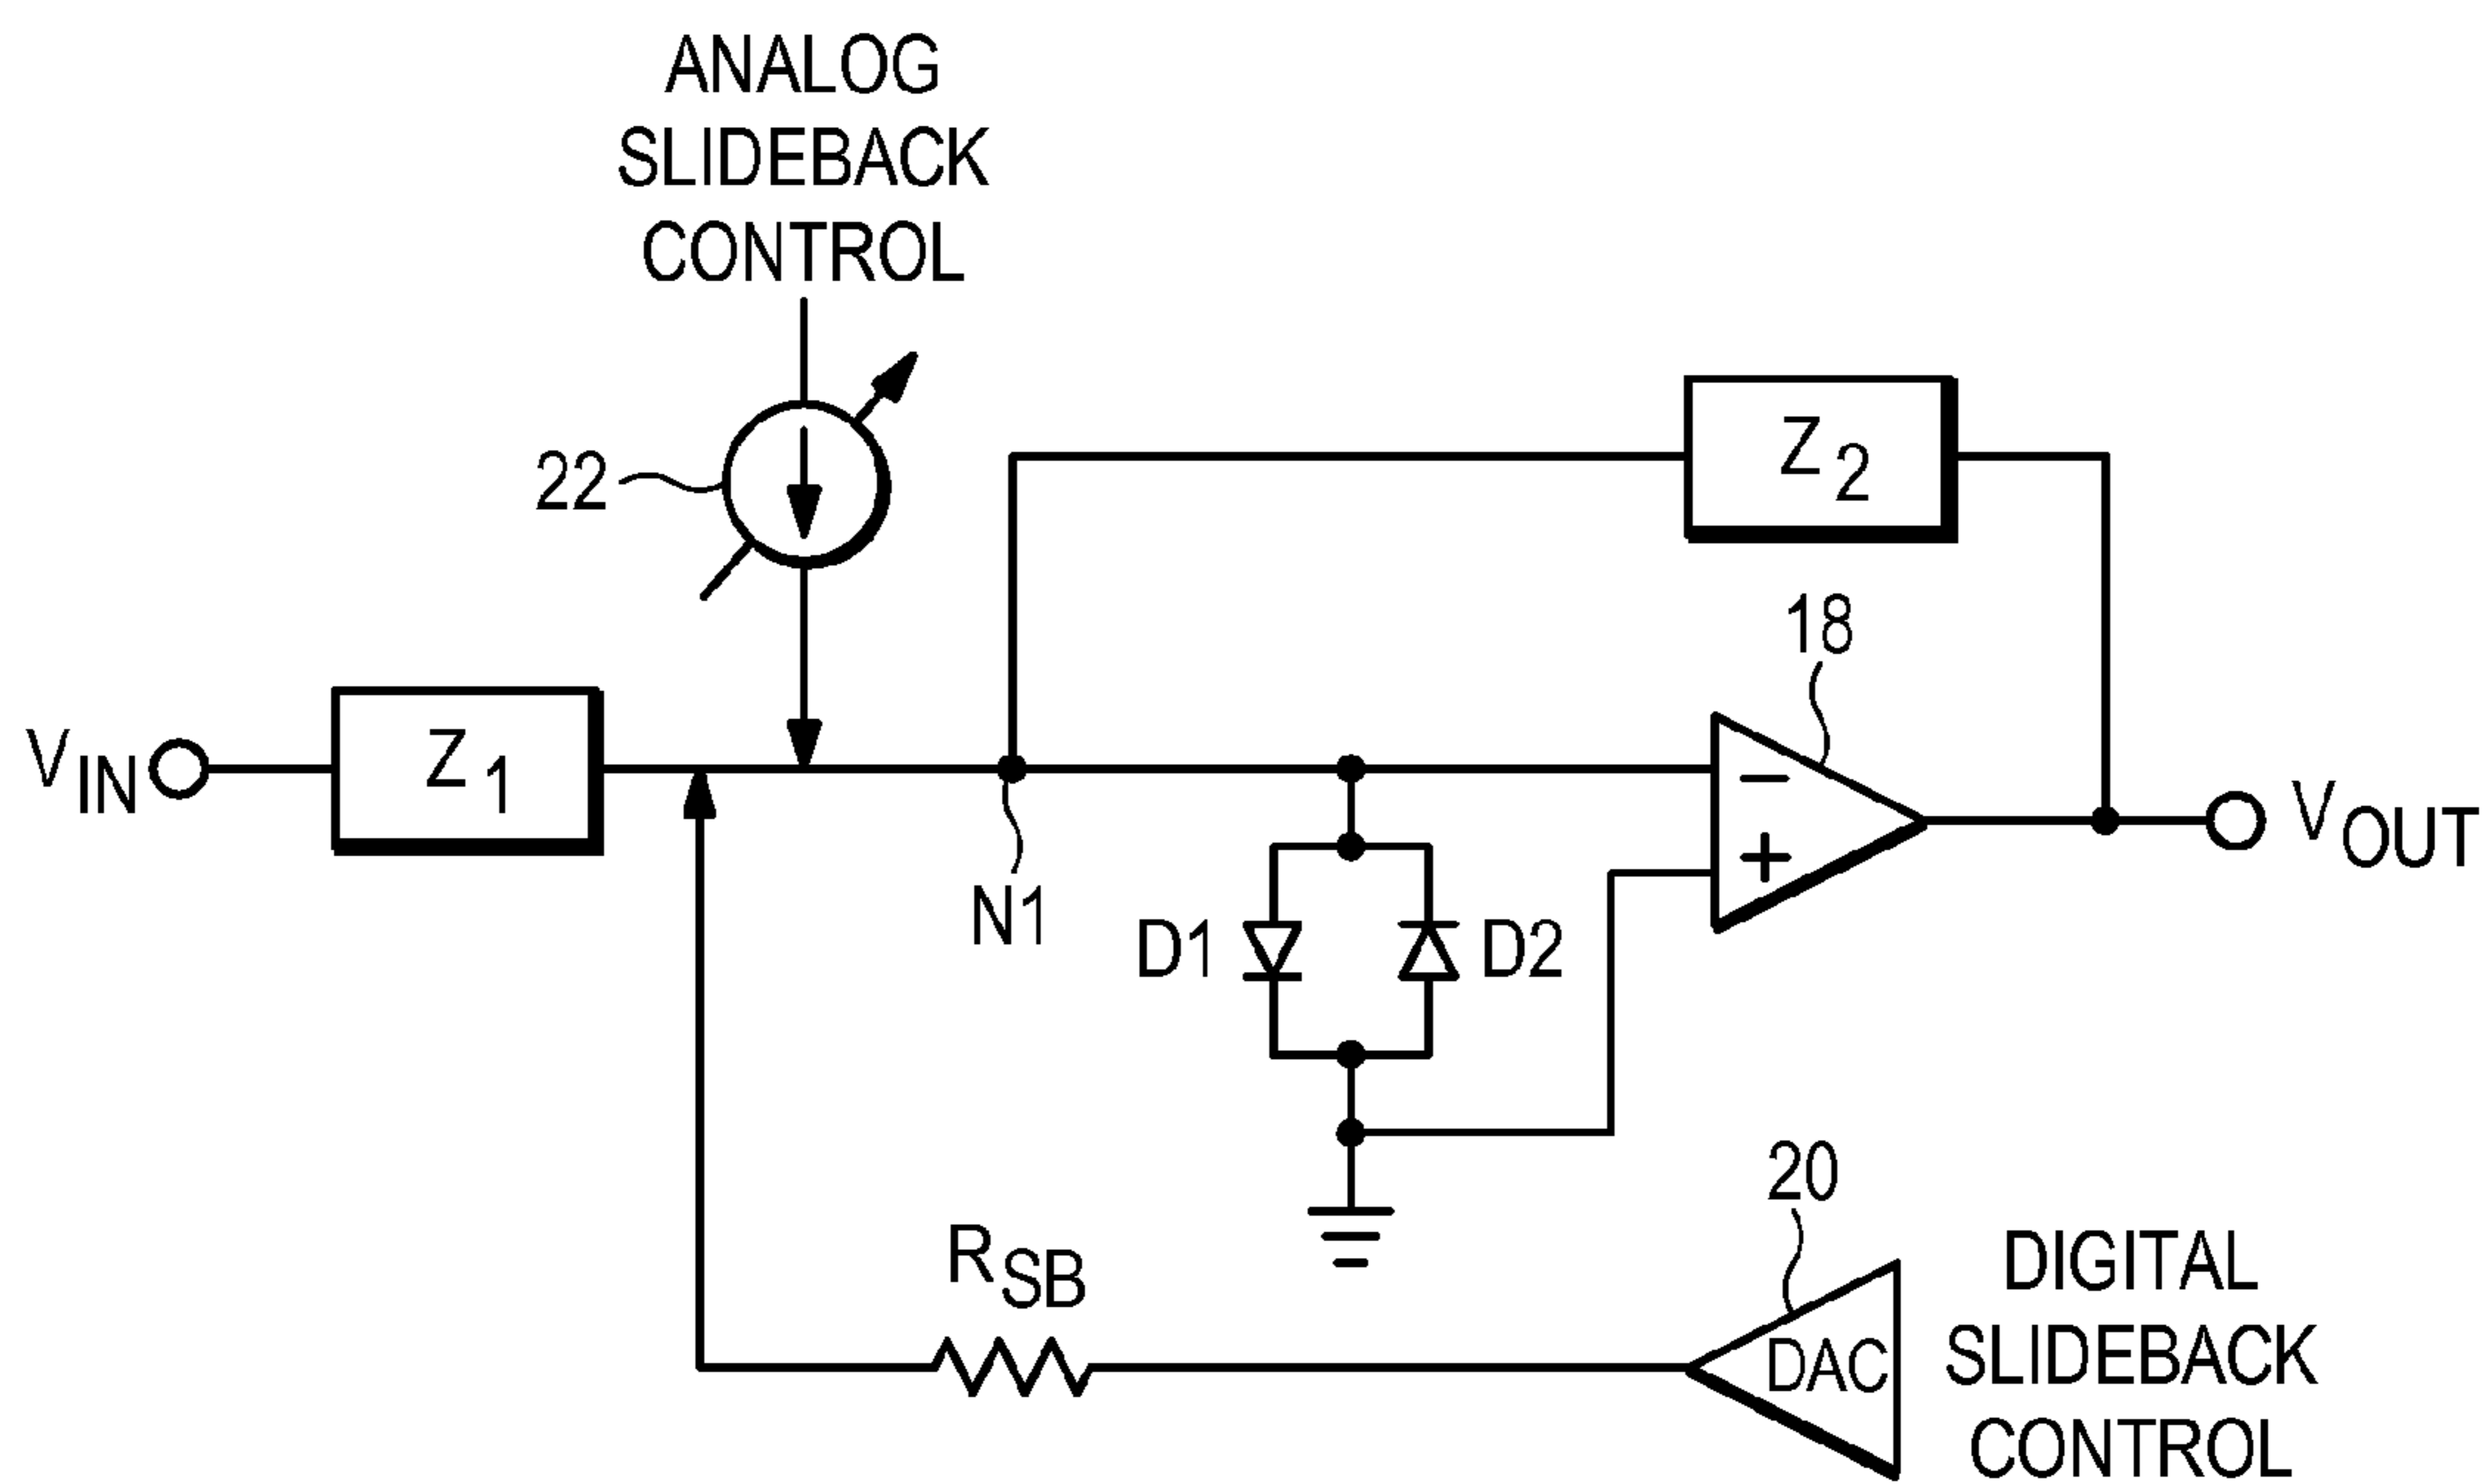 ANALOG
SLIDEBACK
CONTROL
22
Z2
18
VIN
Z1
−
+
VOUT
N1
D1
D2
20
RSB
DAC
DIGITAL
SLIDEBACK
CONTROL